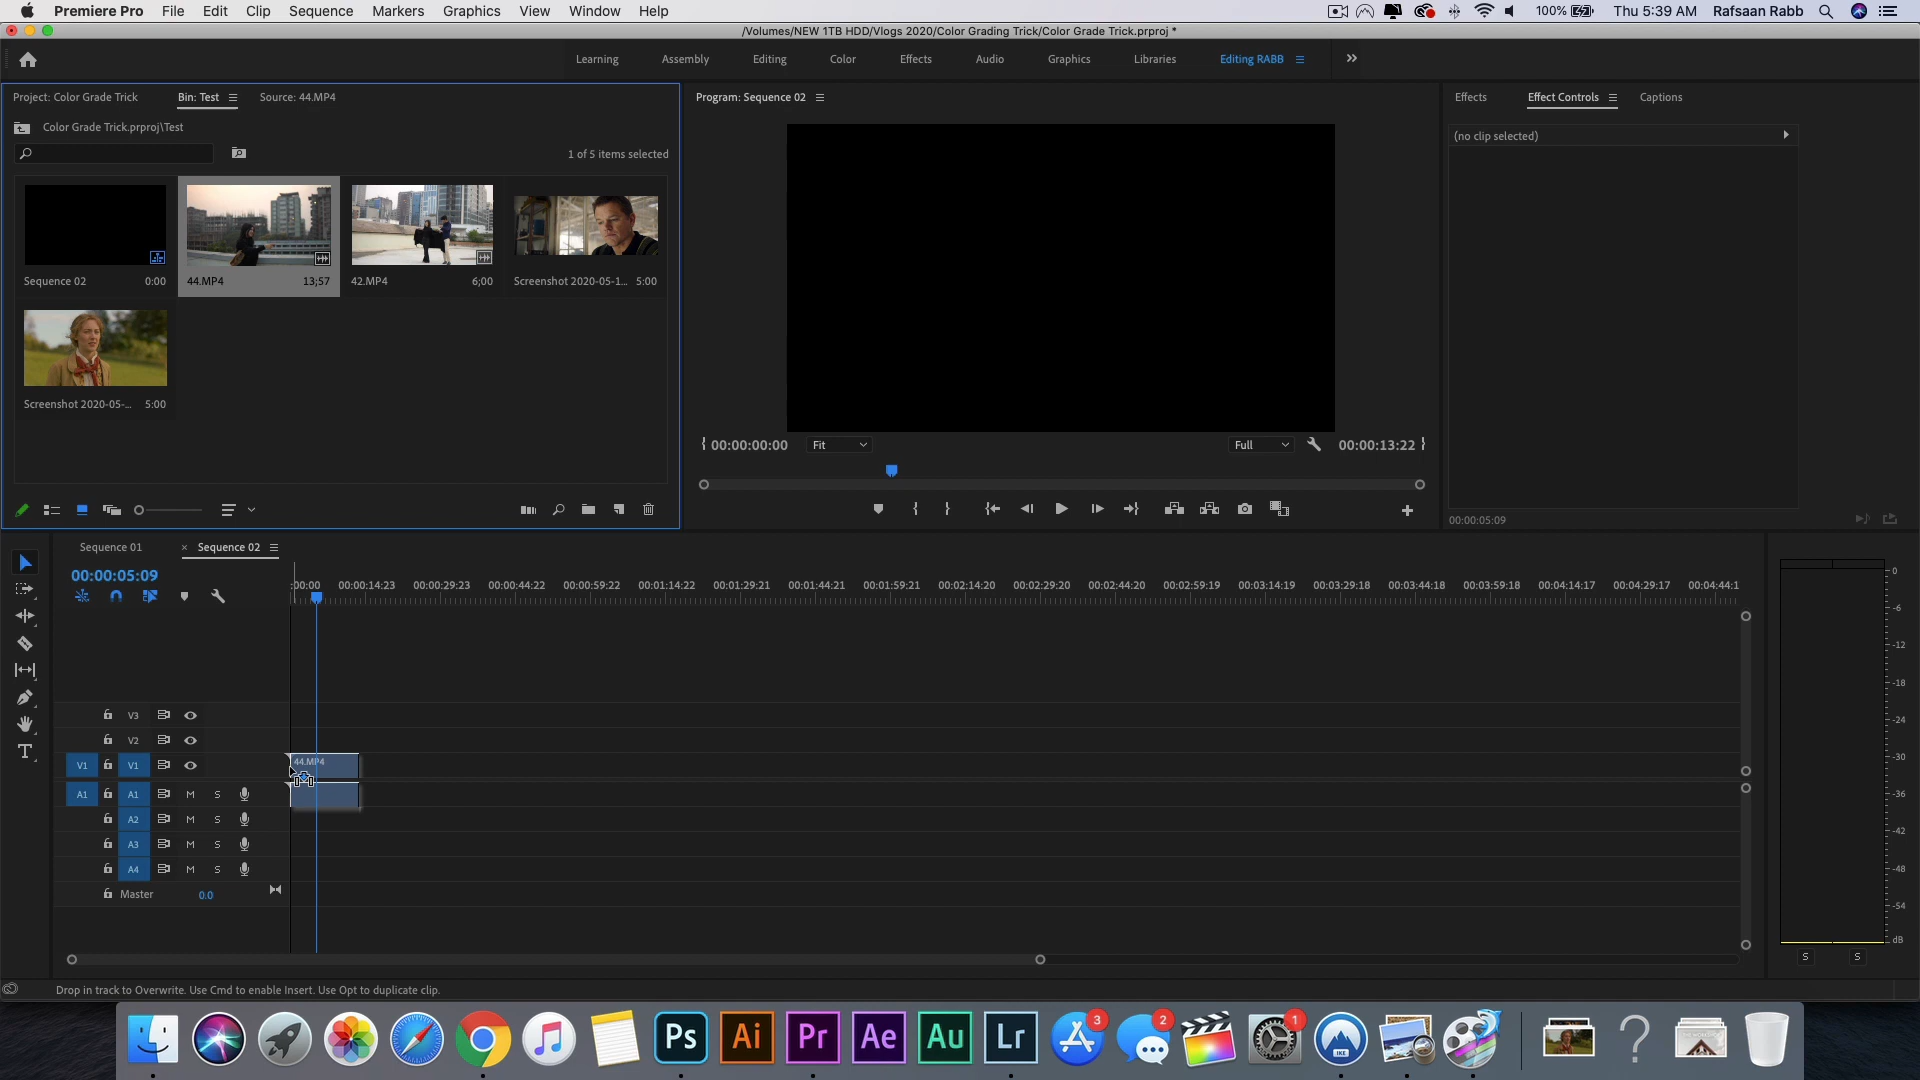 Premiere Pro File Edit Clip Sequence Markers Graphics View Window Help 100% Thu 5:39 AM Rafsaan Rabb
/Volumes/NEW 1TB HDD/Vlogs 2020/Color Grading Trick/Color Grade Trick.prproj *
Learning Assembly Editing Color Effects Audio Graphics Libraries Editing RABB
Project: Color Grade Trick Bin: Test Source: 44.MP4
Program: Sequence 02
Effects Effect Controls Captions
Color Grade Trick.prproj\Test
(no clip selected)
1 of 5 items selected
Sequence 02 0:00 44.MP4 13;57 42.MP4 6;00 Screenshot 2020-05-1... 5:00
Screenshot 2020-05-... 5:00
00:00:00:00 Fit Full 00:00:13:22
00:00:05:09
Sequence 01 × Sequence 02
00:00:05:09
:00:00 00:00:14:23 00:00:29:23 00:00:44:22 00:00:59:22 00:01:14:22 00:01:29:21 00:01:44:21 00:01:59:21 00:02:14:20 00:02:29:20 00:02:44:20 00:02:59:19 00:03:14:19 00:03:29:18 00:03:44:18 00:03:59:18 00:04:14:17 00:04:29:17 00:04:44:1
V3
V2
V1 V1 44.MP4
A1 A1 M S
A2 M S
A3 M S
A4 M S
Master 0.0
0
-6
-12
-18
-24
-30
-36
-42
-48
-54
dB
S S
Drop in track to Overwrite. Use Cmd to enable Insert. Use Opt to duplicate clip.
Ps Ai Pr Ae Au Lr 3 2 1 IKE ?